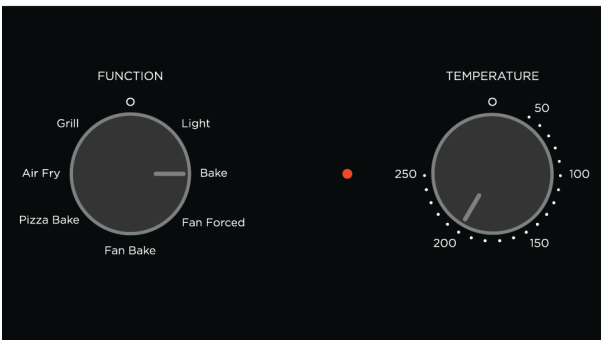 FUNCTION
Grill
Light
Air Fry
Bake
Pizza Bake
Fan Forced
Fan Bake
TEMPERATURE
50
250
100
200
150